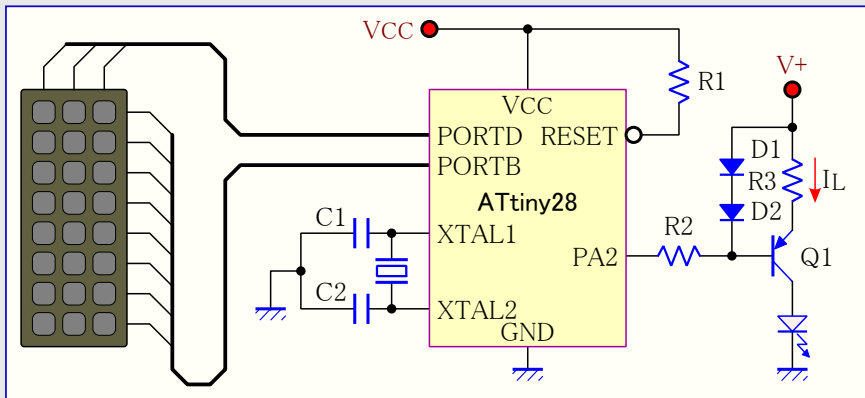 VCC
V+
R1
VCC
PORTD
RESET
D1
PORTB
R3
IL
ATtiny28
D2
C1
R2
XTAL1
PA2
Q1
C2
XTAL2
GND